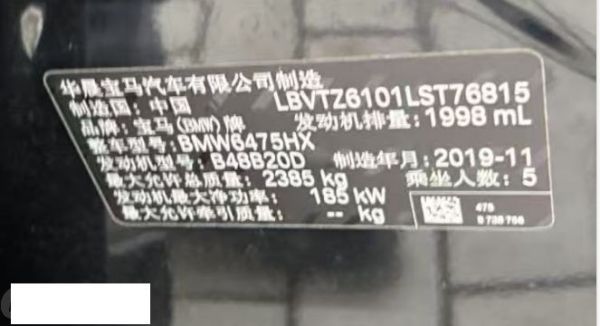 华晨宝马汽车有限公司制造
制造国：中国 LBVTZ6101LST76815
品牌：宝马(BMW)牌 发动机排量：1998 mL
整车型号：BMW6475HX
发动机型号：B48B20D 制造年月：2019-11
最大允许总质量：2385 kg 乘坐人数：5
发动机最大净功率：185 kW
最大允许牵引质量：-- kg
475